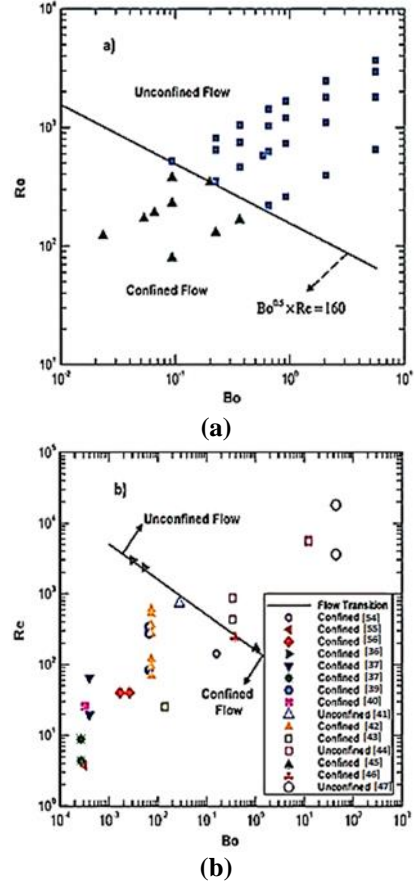 a)
10⁴
Unconfined Flow
10³
Re
10²
Confined Flow
Bo^0.5 × Re = 160
10¹
10⁻² 10⁻¹ 10⁰ 10¹
Bo
(a)
b)
10⁵
Unconfined Flow
10⁴
10³
Re
10²
Confined Flow
10¹
10⁰
10⁻⁴ 10⁻³ 10⁻² 10⁻¹ 10⁰ 10¹ 10²
Bo
Flow Transition
Confined [54]
Confined [55]
Confined [56]
Confined [36]
Confined [37]
Confined [37]
Confined [39]
Confined [40]
Unconfined [41]
Confined [42]
Confined [43]
Unconfined [44]
Confined [45]
Confined [46]
Unconfined [47]
(b)